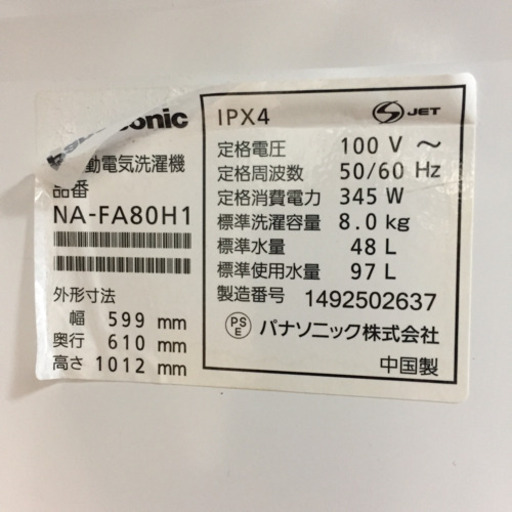 sonic
動電気洗濯機
品番
NA-FA80H1
外形寸法
幅 599 mm
奥行 610 mm
高さ 1012 mm
IPX4
S JET
定格電圧 100 V ～
定格周波数 50/60 Hz
定格消費電力 345 W
標準洗濯容量 8.0kg
標準水量 48 L
標準使用水量 97 L
製造番号 1492502637
PS E パナソニック株式会社
中国製